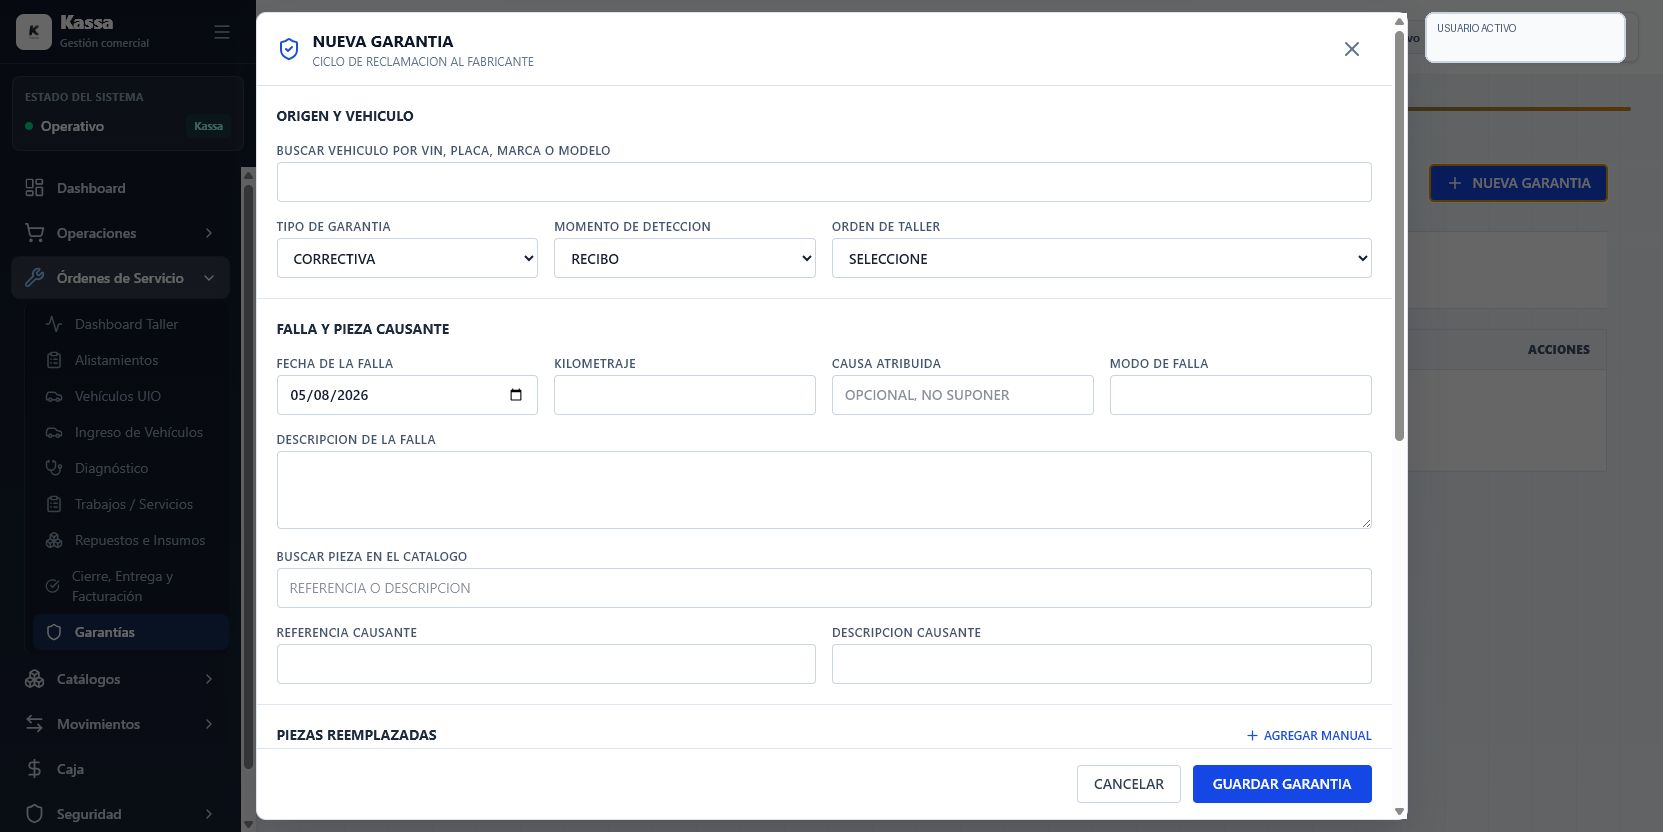 Kassa
Gestión comercial
ESTADO DEL SISTEMA
Operativo
Kassa
Dashboard
Operaciones
Órdenes de Servicio
Dashboard Taller
Alistamientos
Vehículos UIO
Ingreso de Vehículos
Diagnóstico
Trabajos / Servicios
Repuestos e Insumos
Cierre, Entrega y
Facturación
Garantías
Catálogos
Movimientos
Caja
Seguridad
NUEVA GARANTIA
CICLO DE RECLAMACION AL FABRICANTE
ORIGEN Y VEHICULO
BUSCAR VEHICULO POR VIN, PLACA, MARCA O MODELO
TIPO DE GARANTIA
MOMENTO DE DETECCION
ORDEN DE TALLER
CORRECTIVA
RECIBO
SELECCIONE
FALLA Y PIEZA CAUSANTE
FECHA DE LA FALLA
KILOMETRAJE
CAUSA ATRIBUIDA
MODO DE FALLA
05/08/2026
OPCIONAL, NO SUPONER
DESCRIPCION DE LA FALLA
BUSCAR PIEZA EN EL CATALOGO
REFERENCIA O DESCRIPCION
REFERENCIA CAUSANTE
DESCRIPCION CAUSANTE
PIEZAS REEMPLAZADAS
AGREGAR MANUAL
CANCELAR
GUARDAR GARANTIA
USUARIO ACTIVO
NUEVA GARANTIA
ACCIONES